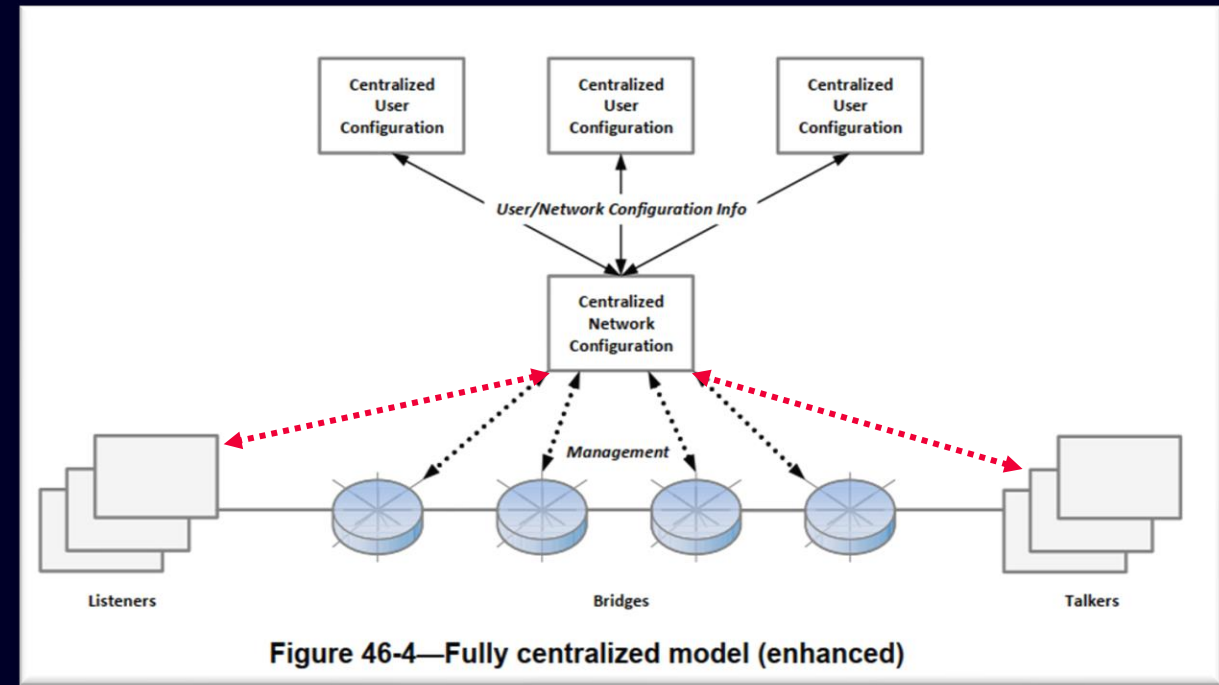 Centralized
User
Configuration
Centralized
User
Configuration
Centralized
User
Configuration
User/Network Configuration Info
Centralized
Network
Configuration
Management
Listeners
Bridges
Talkers
Figure 46-4—Fully centralized model (enhanced)